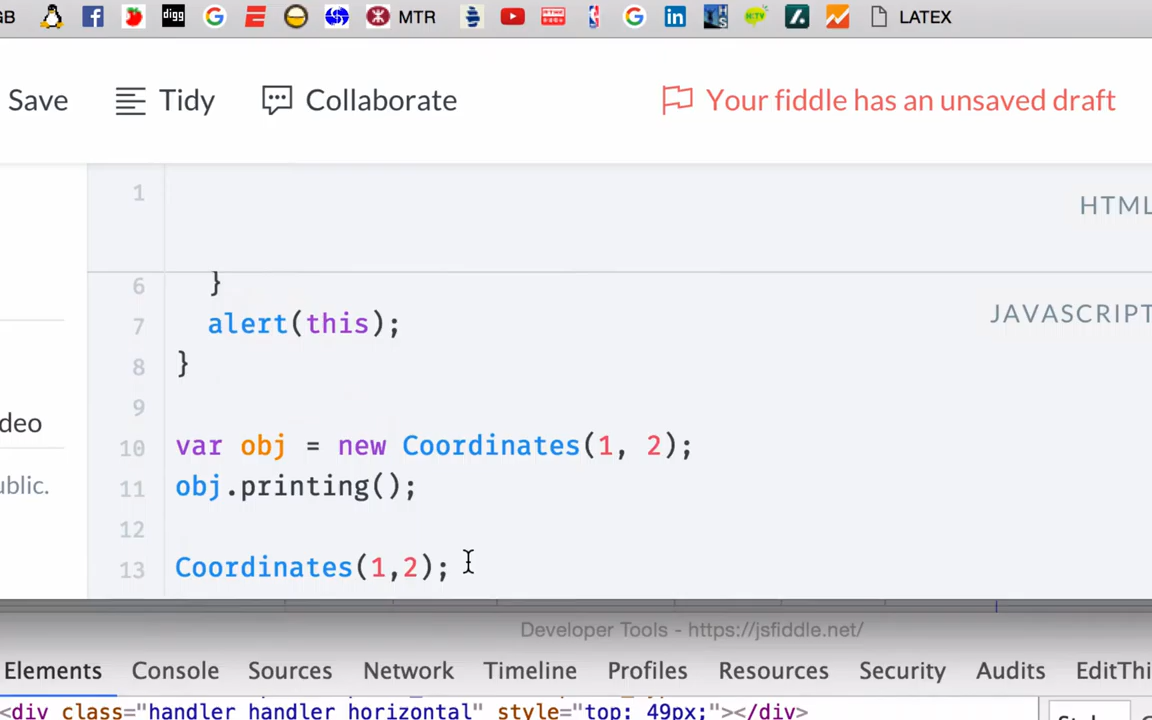 GB digg MTR LATEX
Save Tidy Collaborate Your fiddle has an unsaved draft
1
HTML
6 }
JAVASCRIPT
7 alert(this);
8 }
9
deo
10 var obj = new Coordinates(1, 2);
ublic.
11 obj.printing();
12
13 Coordinates(1,2);
Developer Tools - https://jsfiddle.net/
Elements Console Sources Network Timeline Profiles Resources Security Audits EditThi
<div class="handler handler horizontal" style="top: 49px;"></div>